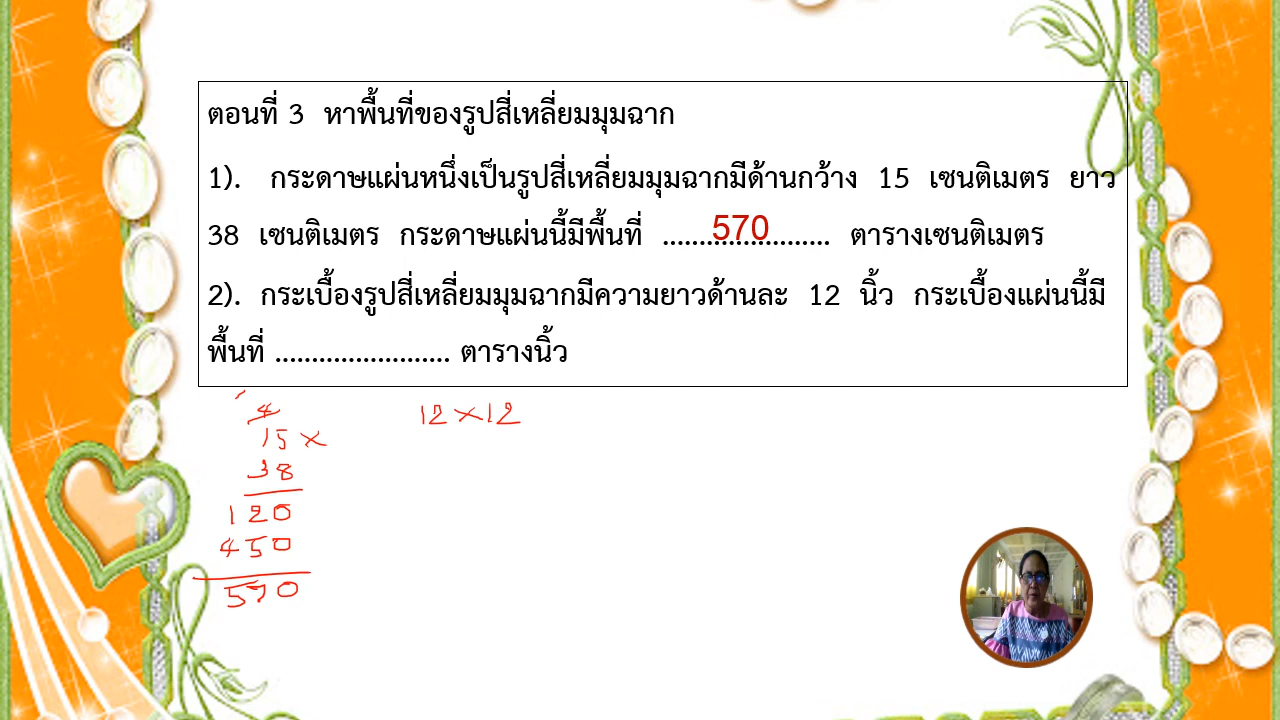 ตอนที่ 3 หาพื้นที่ของรูปสี่เหลี่ยมมุมฉาก
1). กระดาษแผ่นหนึ่งเป็นรูปสี่เหลี่ยมมุมฉากมีด้านกว้าง 15 เซนติเมตร ยาว
38 เซนติเมตร กระดาษแผ่นนี้มีพื้นที่ .......570....... ตารางเซนติเมตร
2). กระเบื้องรูปสี่เหลี่ยมมุมฉากมีความยาวด้านละ 12 นิ้ว กระเบื้องแผ่นนี้มี
พื้นที่ ........................ ตารางนิ้ว
4
15 ×
38
120
450
570
12 × 12